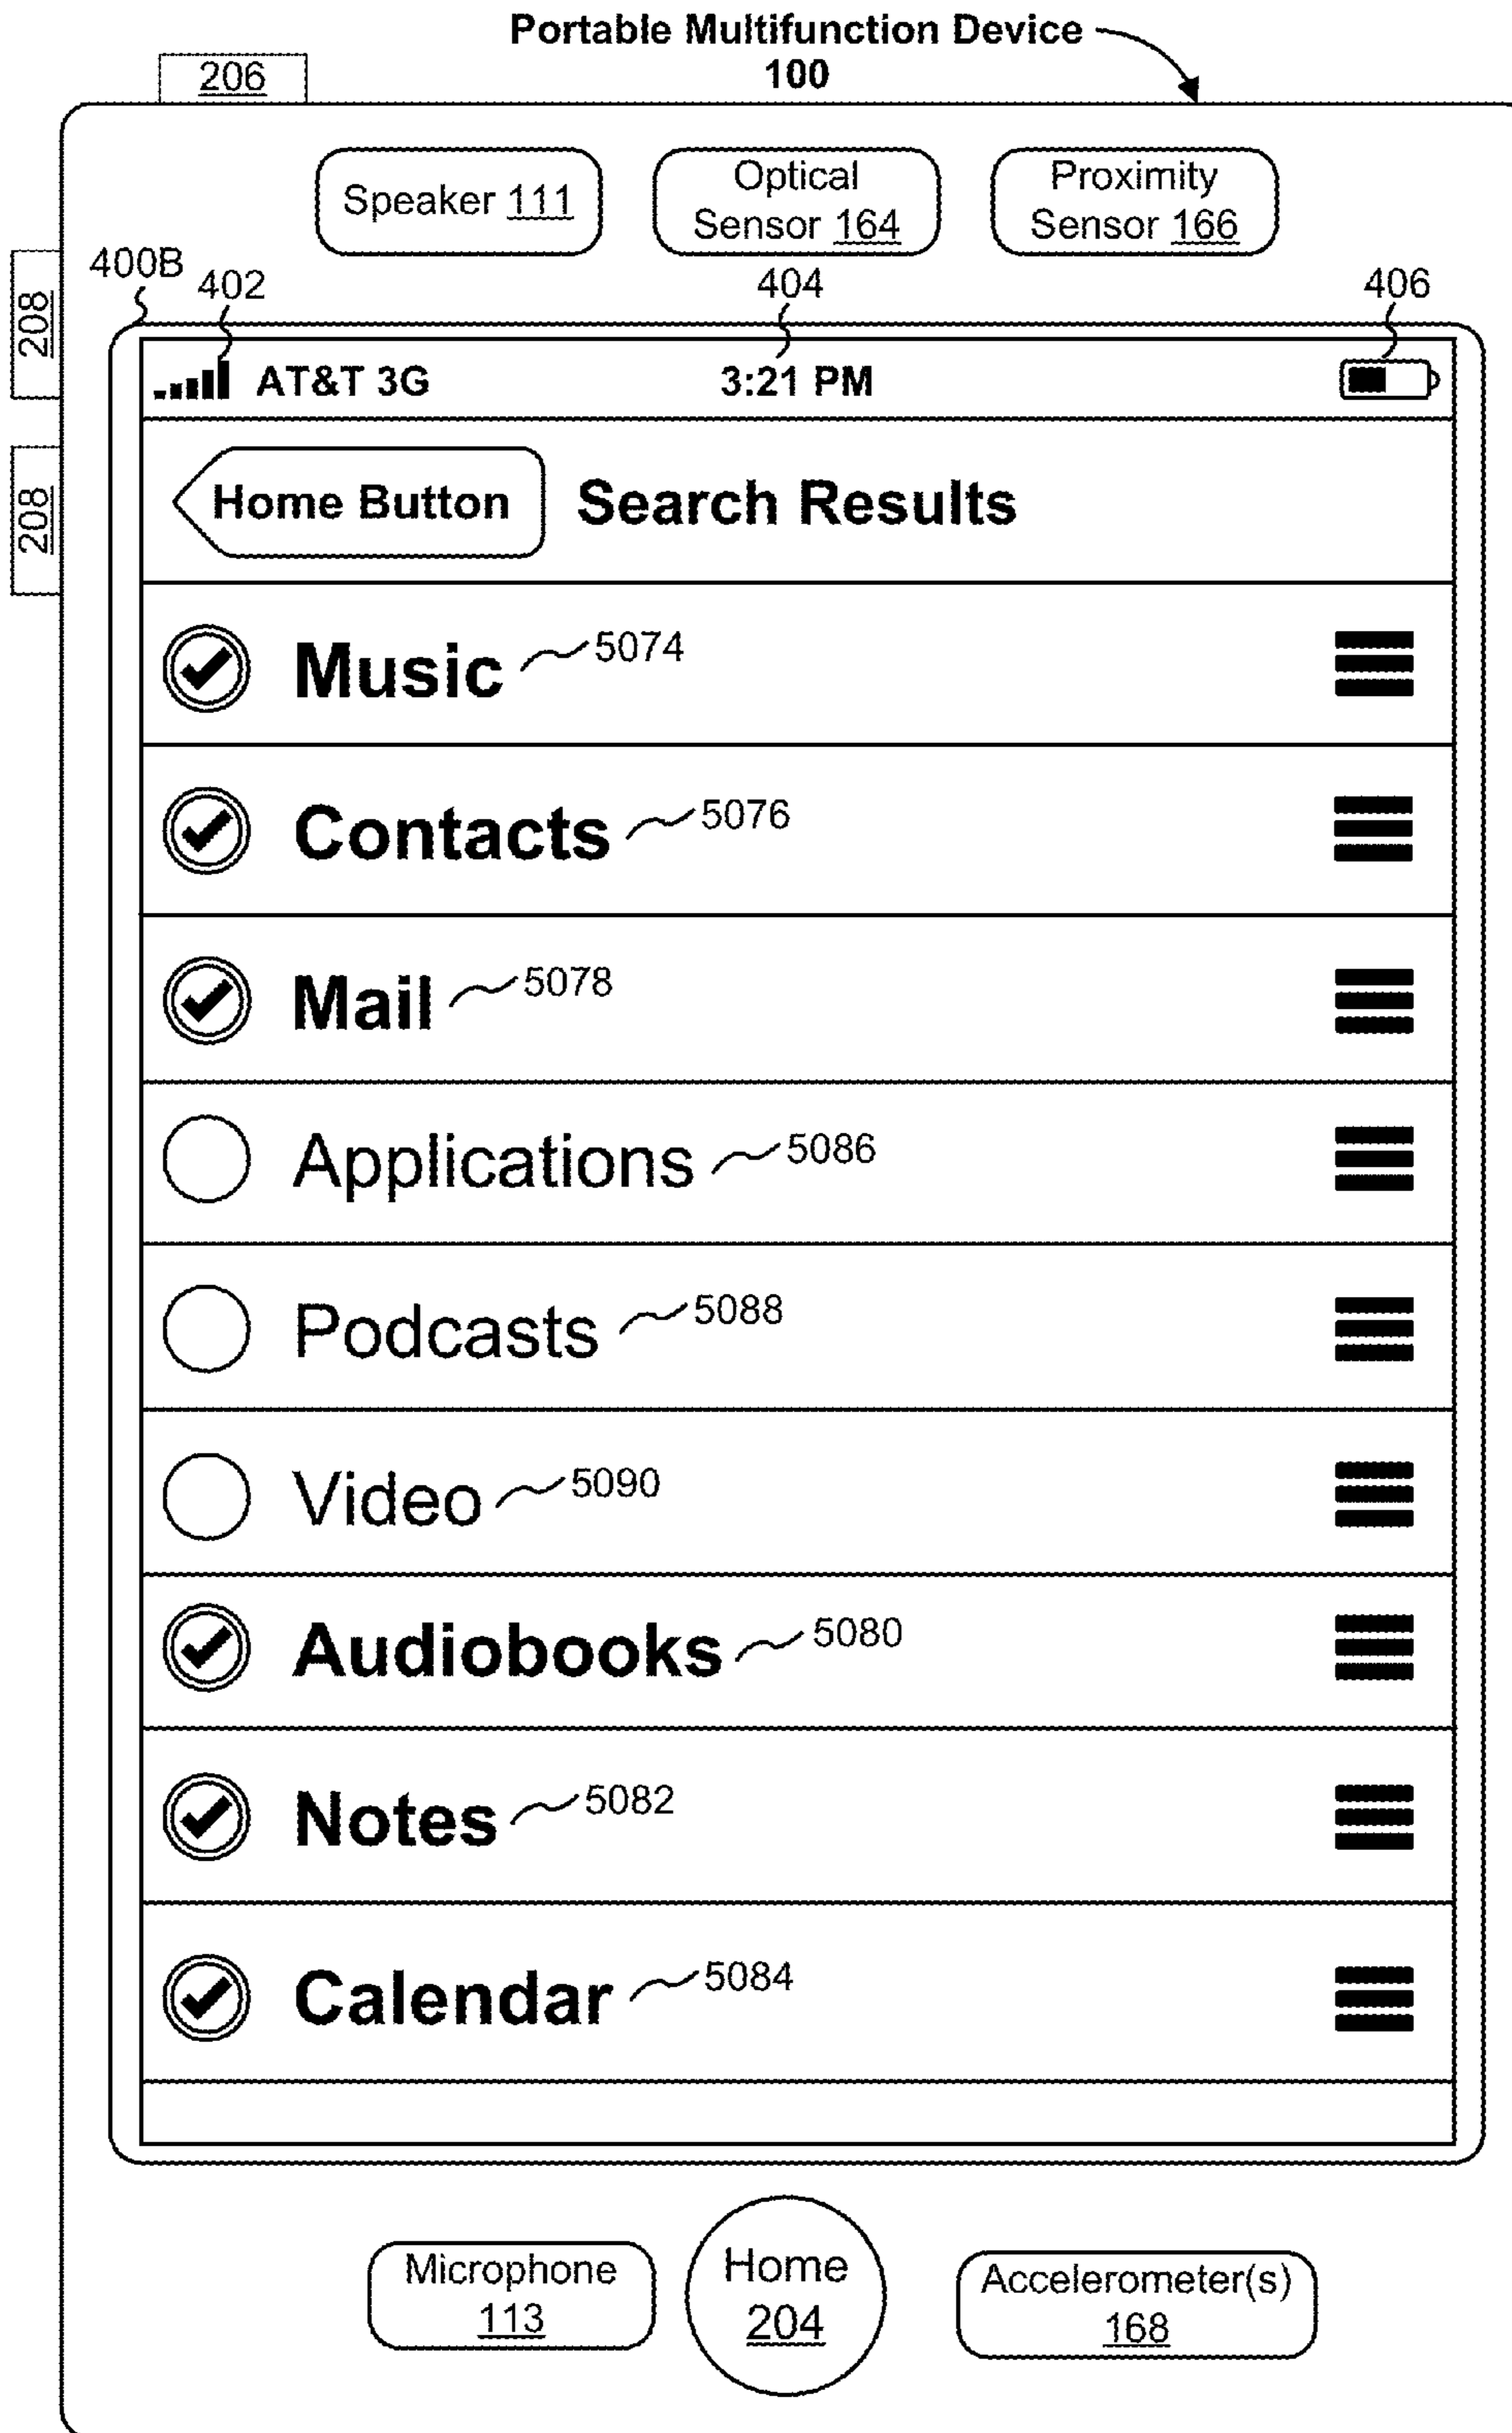 Portable Multifunction Device
100
206
Speaker 111
Optical
Sensor 164
Proximity
Sensor 166
208
208
400B
402
404
406
AT&T 3G
3:21 PM
Home Button
Search Results
Music 5074
Contacts 5076
Mail 5078
Applications 5086
Podcasts 5088
Video 5090
Audiobooks 5080
Notes 5082
Calendar 5084
Microphone
113
Home
204
Accelerometer(s)
168